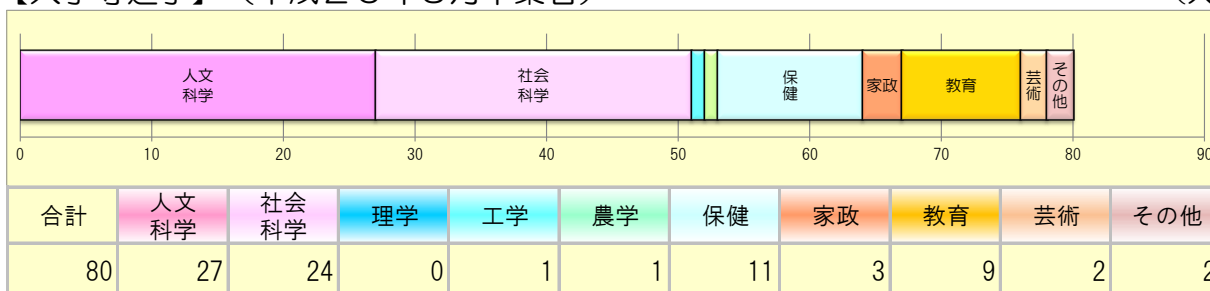 人文
科学
社会
科学
保
健
家政
教育
芸
術
そ
の
他
0 10 20 30 40 50 60 70 80 90
合計 人文科学 社会科学 理学 工学 農学 保健 家政 教育 芸術 その他
80 27 24 0 1 1 11 3 9 2 2